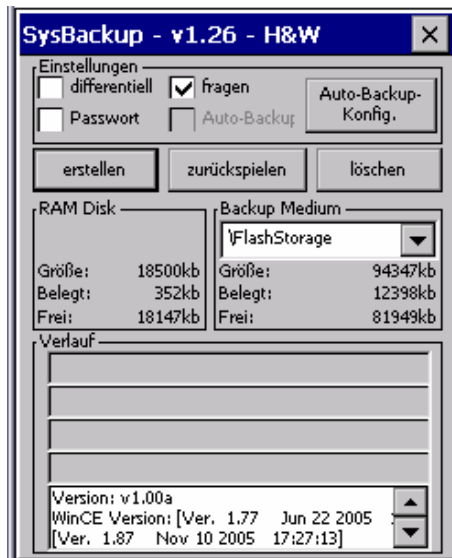 SysBackup - v1.26 - H&W
Einstellungen
differentiell
fragen
Auto-Backup-
Konfig.
Passwort
Auto-Backup
erstellen
zurückspielen
löschen
RAM Disk
Größe: 18500kb
Belegt: 352kb
Frei: 18147kb
Backup Medium
\FlashStorage
Größe: 94347kb
Belegt: 12398kb
Frei: 81949kb
Verlauf
Version: v1.00a
WinCE Version: [Ver. 1.77 Jun 22 2005
[Ver. 1.87 Nov 10 2005 17:27:13]